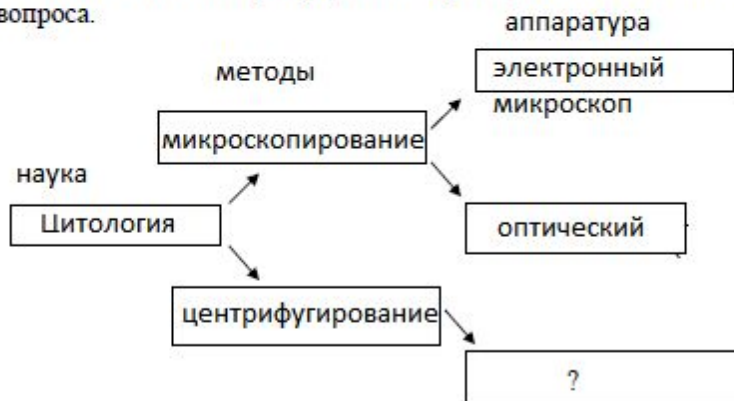 вопроса.
аппаратура
электронный
микроскоп
методы
микроскопирование
наука
Цитология
оптический
центрифугирование
?